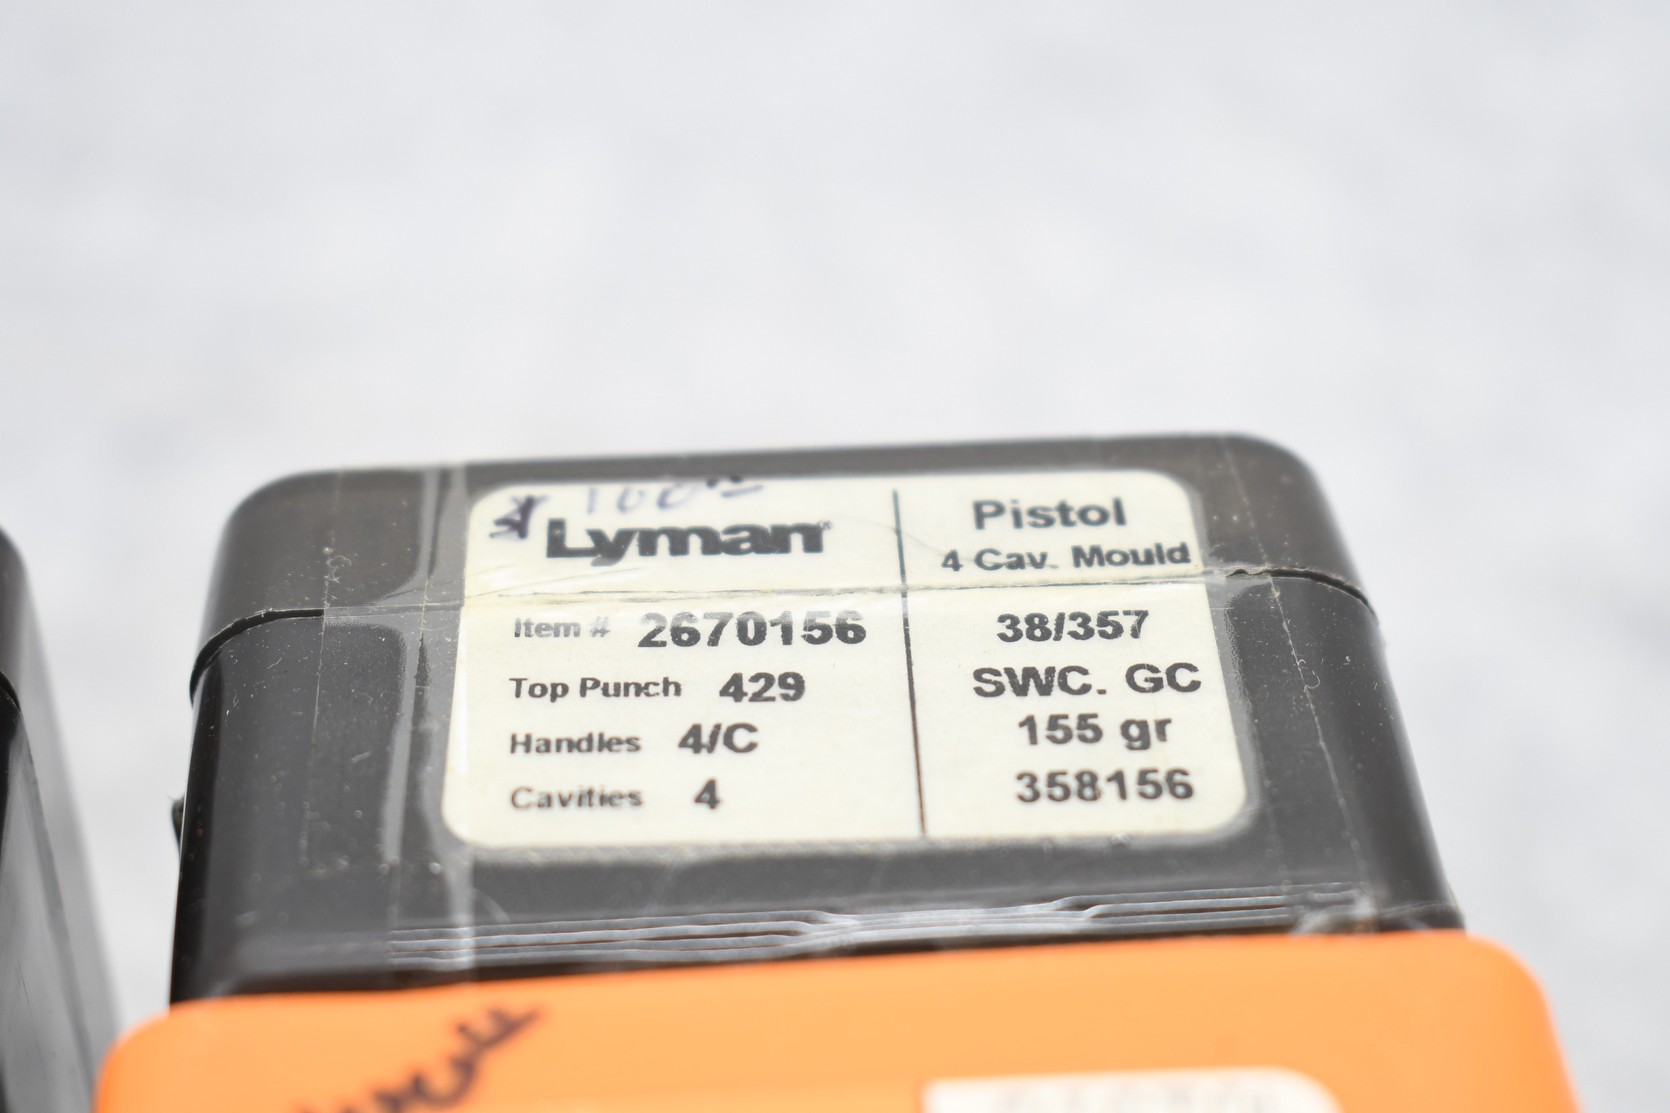 Lyman®
Pistol
4 Cav. Mould
Item # 2670156
Top Punch 429
Handles 4/C
Cavities 4
38/357
SWC. GC
155 gr
358156